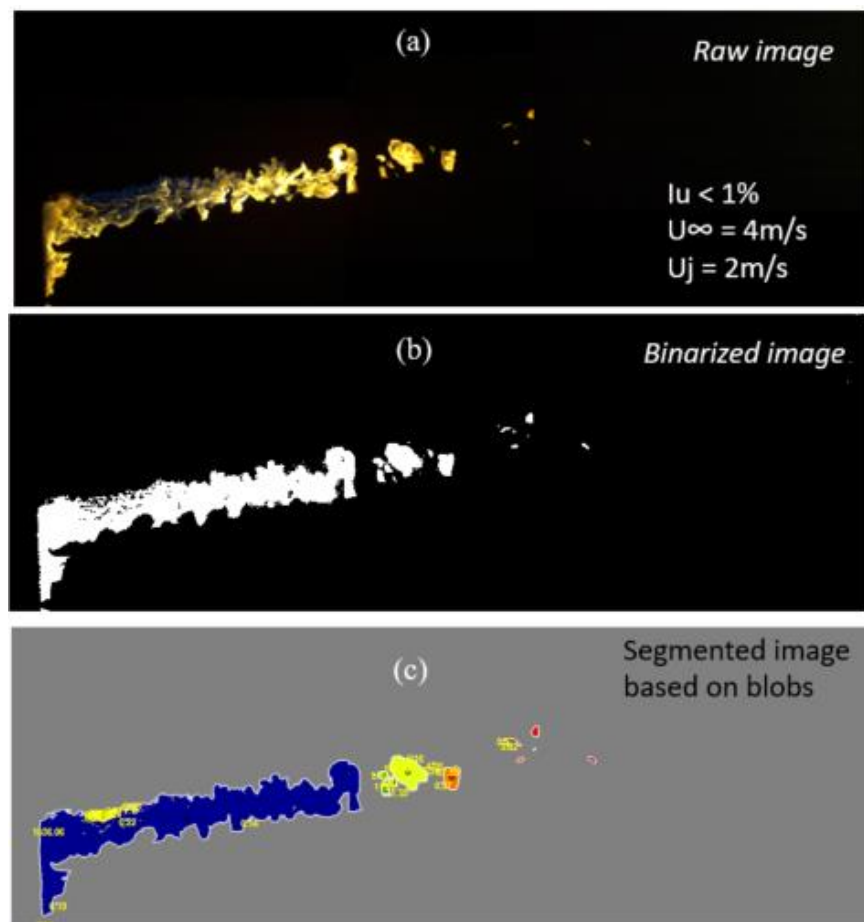 (a)
Raw image
Iu < 1%
U∞ = 4m/s
Uj = 2m/s
(b)
Binarized image
(c)
Segmented image
based on blobs